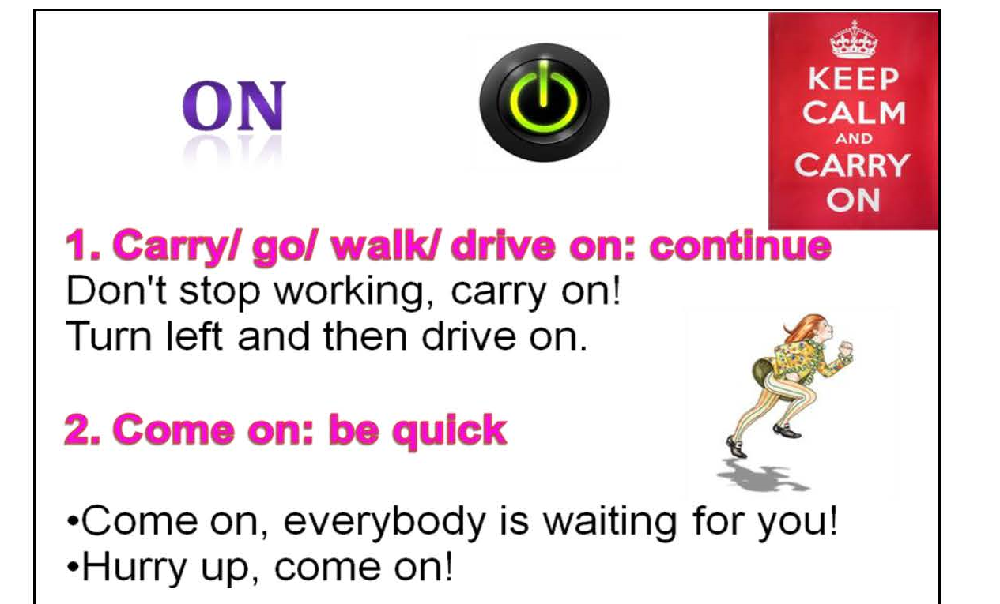 ON
KEEP
CALM
AND
CARRY
ON
1. Carry/ go/ walk/ drive on: continue
Don't stop working, carry on!
Turn left and then drive on.
2. Come on: be quick
•Come on, everybody is waiting for you!
•Hurry up, come on!